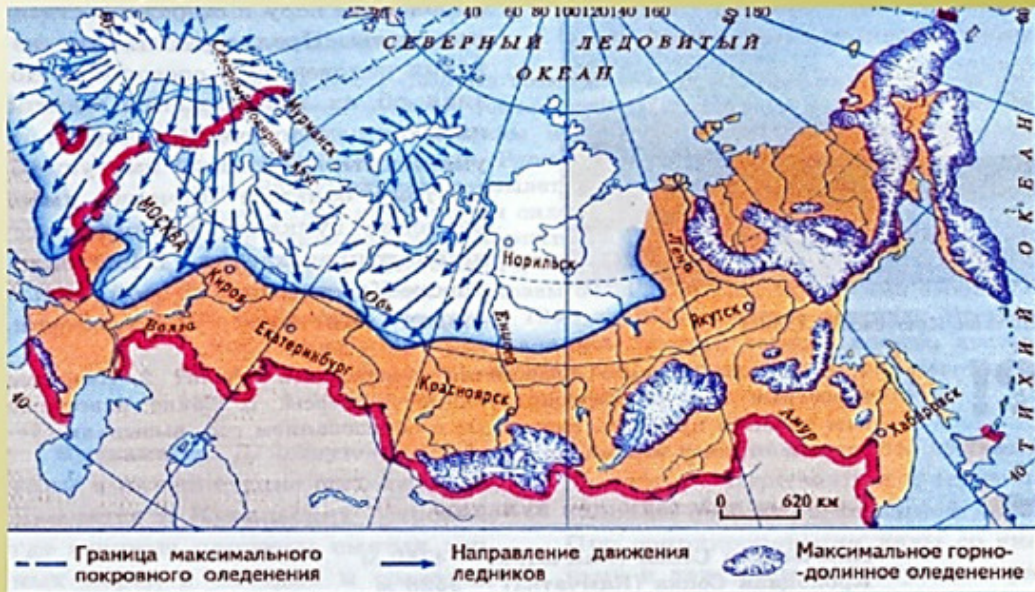 40 60 80 100 120 140 160 180
СЕВЕРНЫЙ ЛЕДОВИТЫЙ
ОКЕАН
Мурманск
МОСКВА
Норильск
Лена
Киров
Обь
Якутск
Волга
Екатеринбург
Енисей
Красноярск
Амур
Хабаровск
ТИХИЙ ОКЕАН
40
40
0 620 км
Граница максимального
покровного оледенения
Направление движения
ледников
Максимальное горно-
-долинное оледенение